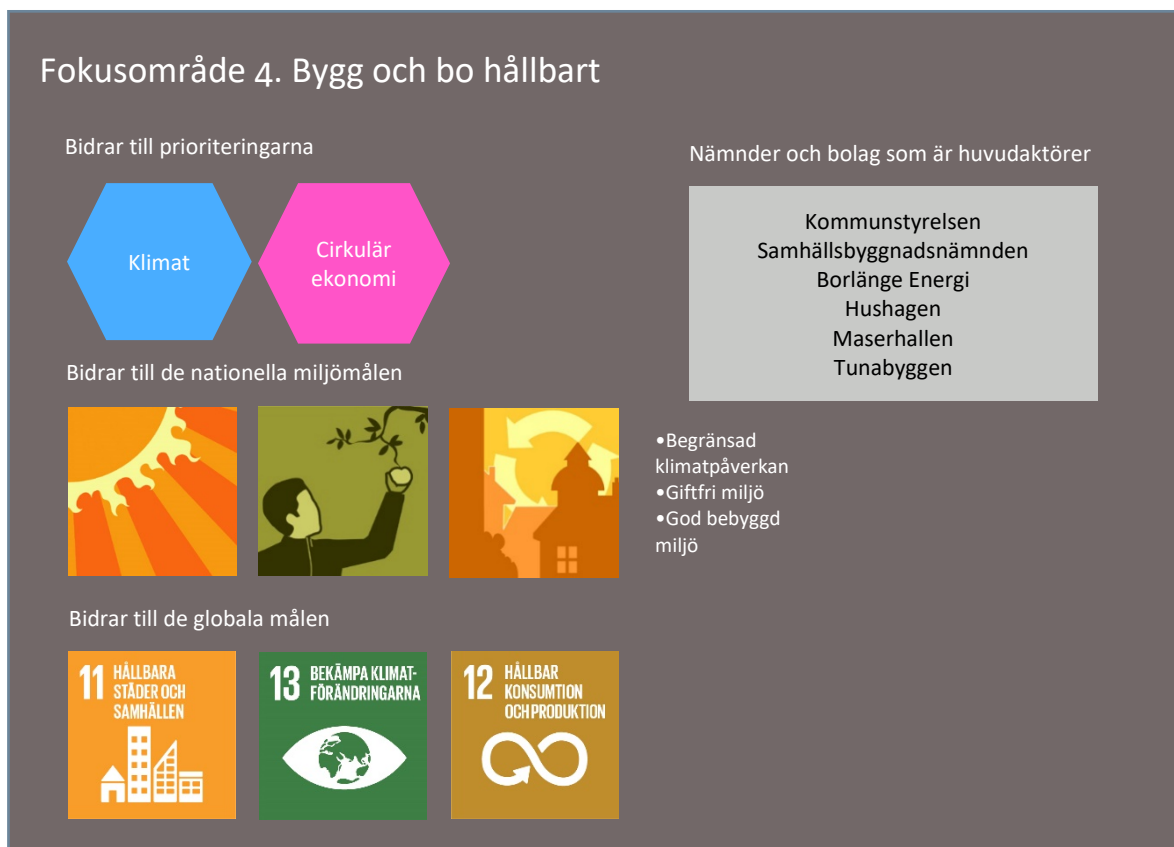 Fokusområde 4. Bygg och bo hållbart
Bidrar till prioriteringarna
Klimat
Cirkulär
ekonomi
Nämnder och bolag som är huvudaktörer
Kommunstyrelsen
Samhällsbyggnadsnämnden
Borlänge Energi
Hushagen
Maserhallen
Tunabyggen
Bidrar till de nationella miljömålen
•Begränsad
klimatpåverkan
•Giftfri miljö
•God bebyggd
miljö
Bidrar till de globala målen
11 HÅLLBARA
STÄDER OCH
SAMHÄLLEN
13 BEKÄMPA KLIMAT-
FÖRÄNDRINGARNA
12 HÅLLBAR
KONSUMTION
OCH PRODUKTION